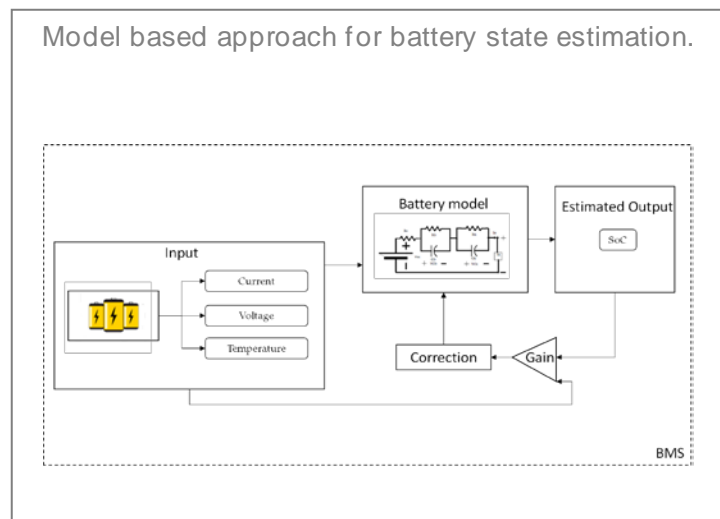 Model based approach for battery state estimation.
Battery model
Estimated Output
SoC
Input
Current
Voltage
Temperature
Correction
Gain
BMS